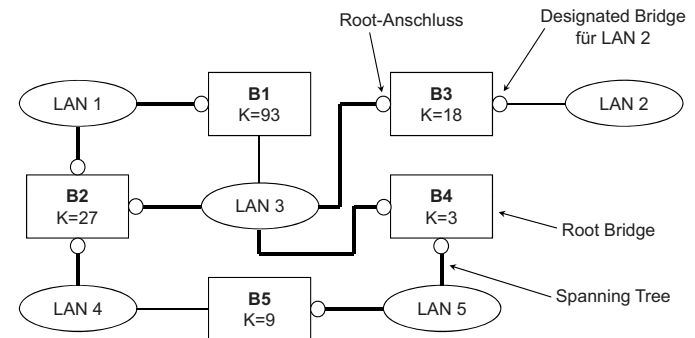 Root-Anschluss
Designated Bridge
für LAN 2
LAN 1
B1
K=93
B3
K=18
LAN 2
B2
K=27
LAN 3
B4
K=3
Root Bridge
LAN 4
B5
K=9
LAN 5
Spanning Tree